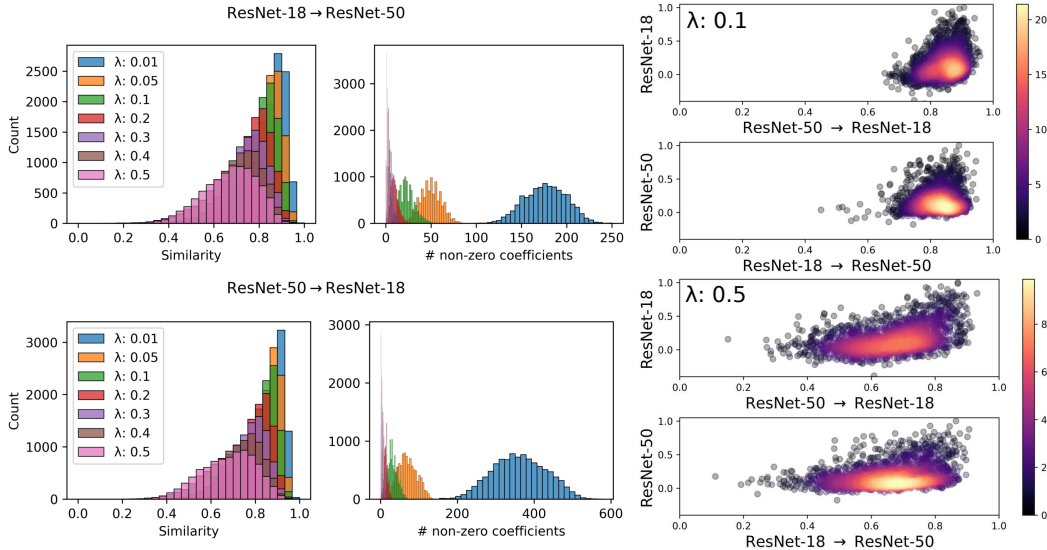 ResNet-18→ResNet-50
Count
2500
2000
1500
1000
500
0
λ: 0.01
λ: 0.05
λ: 0.1
λ: 0.2
λ: 0.3
λ: 0.4
λ: 0.5
0.0 0.2 0.4 0.6 0.8 1.0
Similarity
3500
3000
2500
2000
1500
1000
500
0
0 50 100 150 200 250
# non-zero coefficients
ResNet-50→ResNet-18
Count
3000
2000
1000
0
λ: 0.01
λ: 0.05
λ: 0.1
λ: 0.2
λ: 0.3
λ: 0.4
λ: 0.5
0.0 0.2 0.4 0.6 0.8 1.0
Similarity
3000
2000
1000
0
0 200 400 600
# non-zero coefficients
λ: 0.1
ResNet-18
1.0
0.5
0.0
0.0 0.2 0.4 0.6 0.8 1.0
ResNet-50 → ResNet-18
ResNet-50
1.0
0.5
0.0
0.0 0.2 0.4 0.6 0.8 1.0
ResNet-18 → ResNet-50
20
15
10
5
0
λ: 0.5
ResNet-18
1.0
0.5
0.0
0.0 0.2 0.4 0.6 0.8 1.0
ResNet-50 → ResNet-18
ResNet-50
1.0
0.5
0.0
0.0 0.2 0.4 0.6 0.8 1.0
ResNet-18 → ResNet-50
8
6
4
2
0